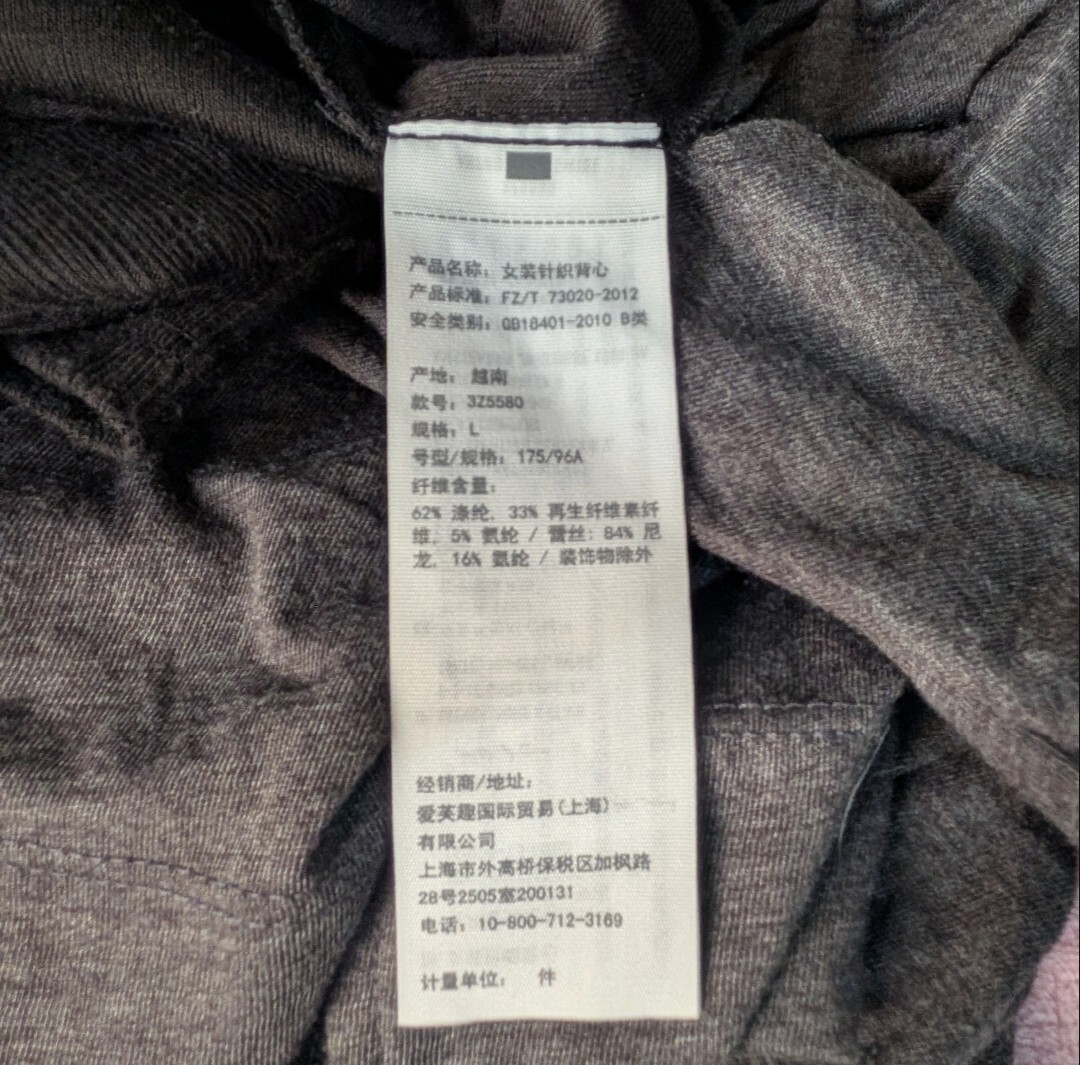 产品名称：女装针织背心
产品标准：FZ/T 73020-2012
安全类别：GB18401-2010 B类
产地：越南
款号：3Z5580
规格：L
号型/规格：175/96A
纤维含量：
62% 涤纶, 33% 再生纤维素纤
维, 5% 氨纶 / 蕾丝: 84% 尼
龙, 16% 氨纶 / 装饰物除外
经销商/地址：
爱芙趣国际贸易(上海)
有限公司
上海市外高桥保税区加枫路
28号2505室200131
电话：10-800-712-3169
计量单位： 件